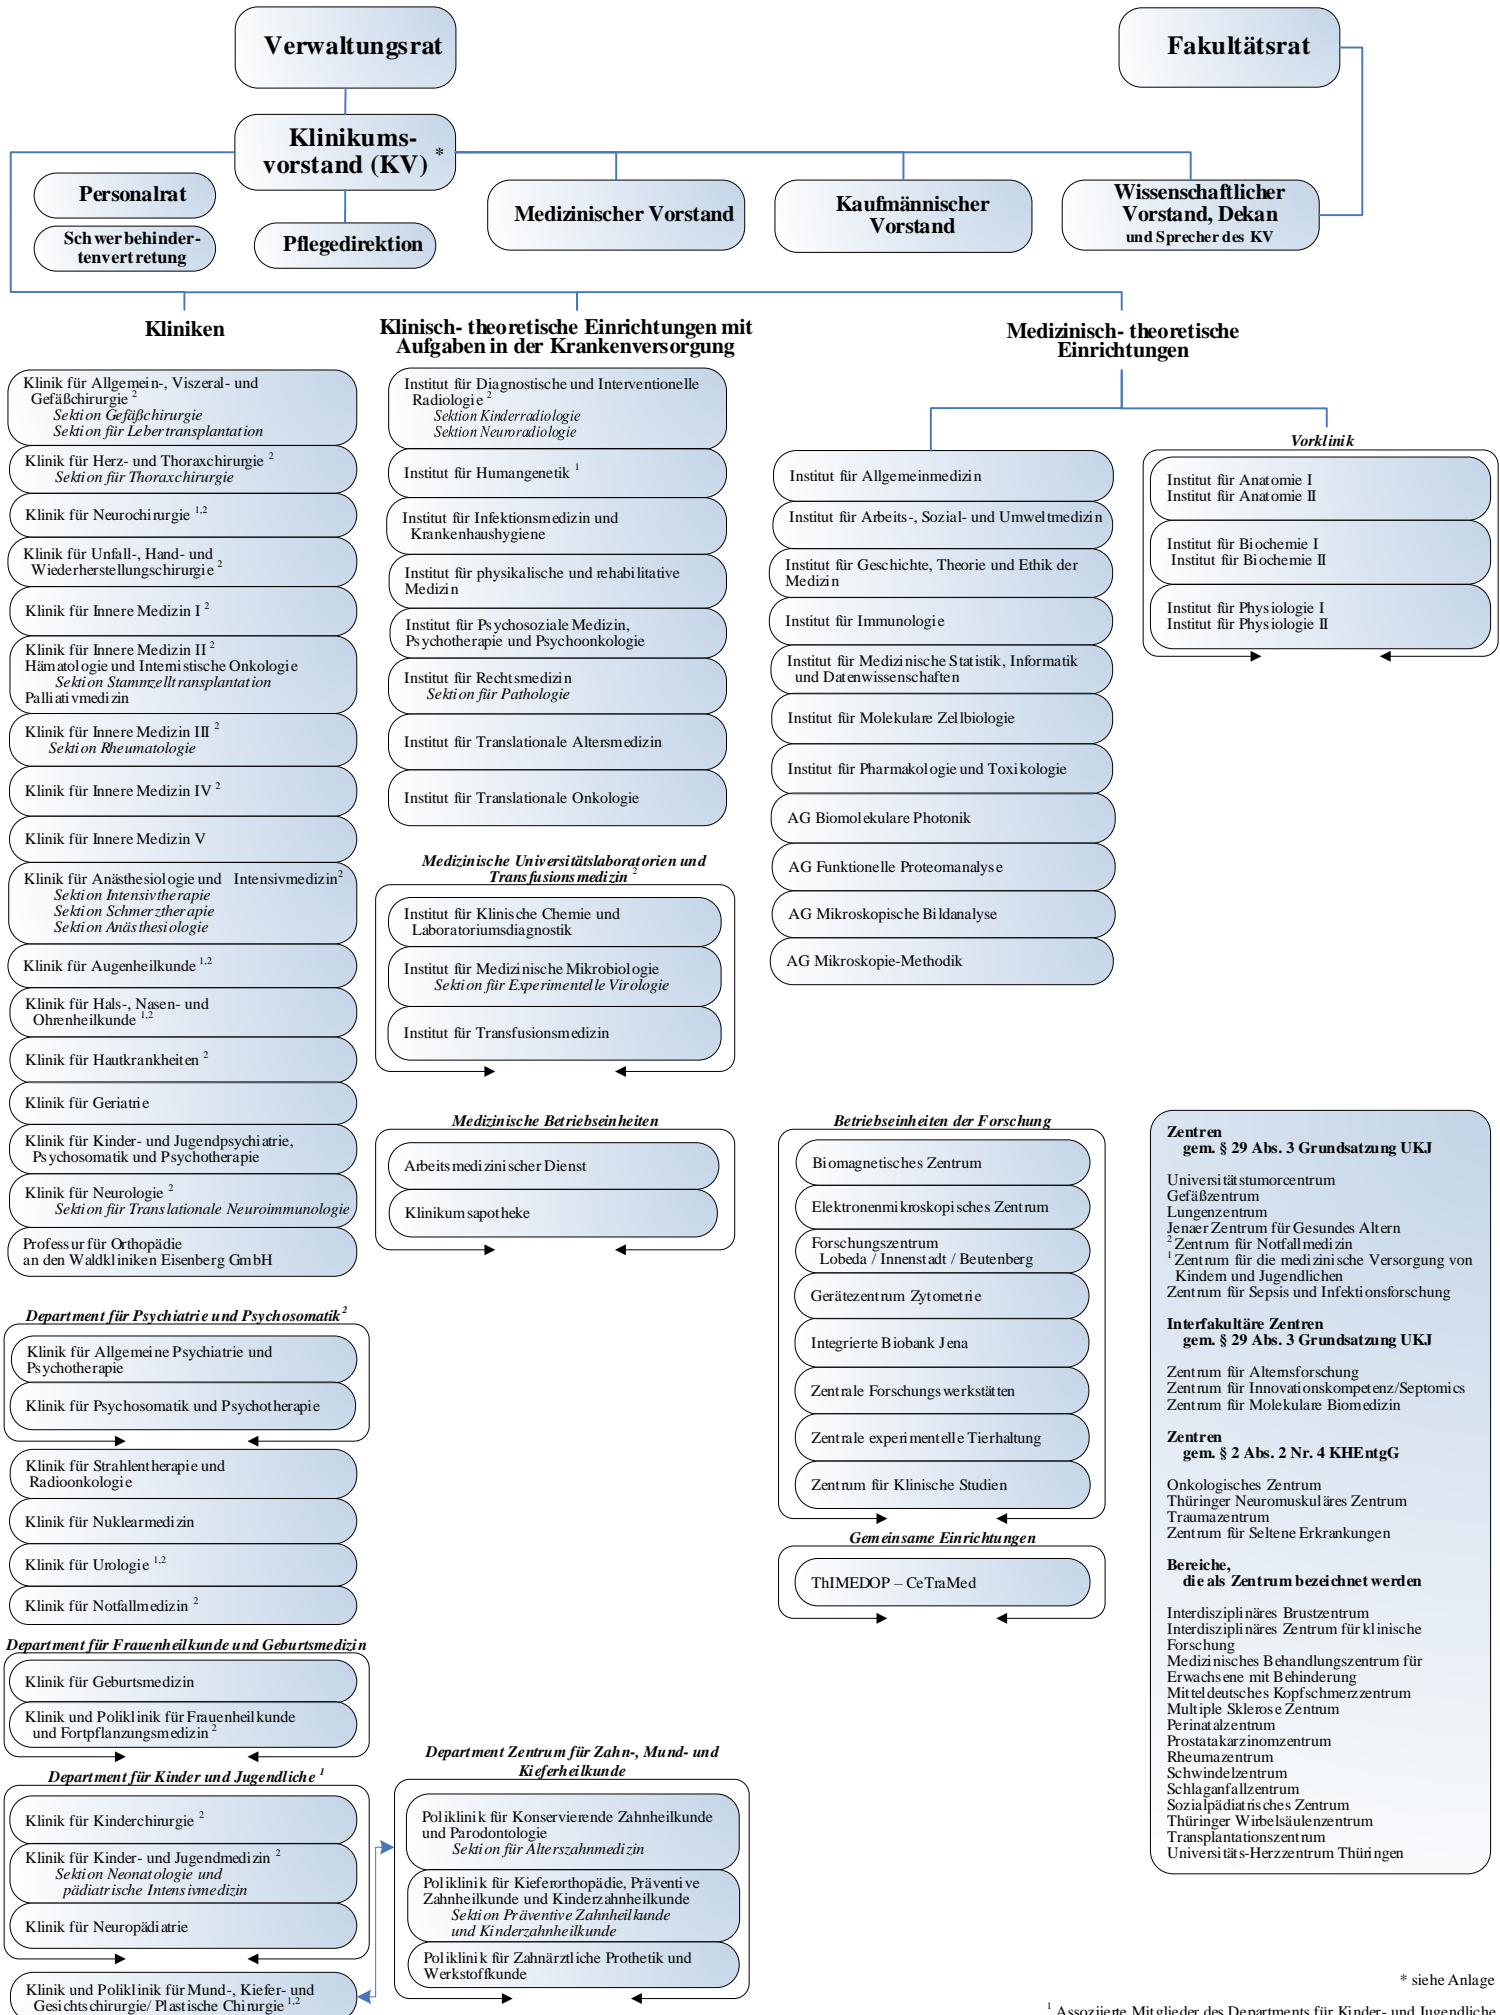 Verwaltungsrat
Fakultätsrat
Klinikums-
vorstand (KV) *
Personalrat
Schwerbehinder-
tenvertretung
Pflegedirektion
Medizinischer Vorstand
Kaufmännischer
Vorstand
Wissenschaftlicher
Vorstand, Dekan
und Sprecher des KV
Kliniken
Klinik für Allgemein-, Viszeral- und
Gefäßchirurgie 2
Sektion Gefäßchirurgie
Sektion für Lebertransplantation
Klinik für Herz- und Thoraxchirurgie 2
Sektion für Thoraxchirurgie
Klinik für Neurochirurgie 1,2
Klinik für Unfall-, Hand- und
Wiederherstellungschirurgie 2
Klinik für Innere Medizin I 2
Klinik für Innere Medizin II 2
Hämatologie und Internistische Onkologie
Sektion Stammzelltransplantation
Palliativmedizin
Klinik für Innere Medizin III 2
Sektion Rheumatologie
Klinik für Innere Medizin IV 2
Klinik für Innere Medizin V
Klinik für Anästhesiologie und Intensivmedizin 2
Sektion Intensivtherapie
Sektion Schmerztherapie
Sektion Anästhesiologie
Klinik für Augenheilkunde 1,2
Klinik für Hals-, Nasen- und
Ohrenheilkunde 1,2
Klinik für Hautkrankheiten 2
Klinik für Geriatrie
Klinik für Kinder- und Jugendpsychiatrie,
Psychosomatik und Psychotherapie
Klinik für Neurologie 2
Sektion für Translationale Neuroimmunologie
Professur für Orthopädie
an den Waldkliniken Eisenberg GmbH
Department für Psychiatrie und Psychosomatik 2
Klinik für Allgemeine Psychiatrie und
Psychotherapie
Klinik für Psychosomatik und Psychotherapie
Klinik für Strahlentherapie und
Radioonkologie
Klinik für Nuklearmedizin
Klinik für Urologie 1,2
Klinik für Notfallmedizin 2
Department für Frauenheilkunde und Geburtsmedizin
Klinik für Geburtsmedizin
Klinik und Poliklinik für Frauenheilkunde
und Fortpflanzungsmedizin 2
Department für Kinder und Jugendliche 1
Klinik für Kinderchirurgie 2
Klinik für Kinder- und Jugendmedizin 2
Sektion Neonatologie und
pädiatrische Intensivmedizin
Klinik für Neuropädiatrie
Klinik und Poliklinik für Mund-, Kiefer- und
Gesichtschirurgie/ Plastische Chirurgie 1,2
Klinisch- theoretische Einrichtungen mit
Aufgaben in der Krankenversorgung
Institut für Diagnostische und Interventionelle
Radiologie 2
Sektion Kinderradiologie
Sektion Neuroradiologie
Institut für Humangenetik 1
Institut für Infektionsmedizin und
Krankenhaushygiene
Institut für physikalische und rehabilitative
Medizin
Institut für Psychosoziale Medizin,
Psychotherapie und Psychoonkologie
Institut für Rechtsmedizin
Sektion für Pathologie
Institut für Translationale Altersmedizin
Institut für Translationale Onkologie
Medizinische Universitätslaboratorien und
Transfusionsmedizin 2
Institut für Klinische Chemie und
Laboratoriumsdiagnostik
Institut für Medizinische Mikrobiologie
Sektion für Experimentelle Virologie
Institut für Transfusionsmedizin
Medizinische Betriebseinheiten
Arbeitsmedizinischer Dienst
Klinikumsapotheke
Department Zentrum für Zahn-, Mund- und
Kieferheilkunde
Poliklinik für Konservierende Zahnheilkunde
und Parodontologie
Sektion für Alterszahnmedizin
Poliklinik für Kieferorthopädie, Präventive
Zahnheilkunde und Kinderzahnheilkunde
Sektion Präventive Zahnheilkunde
und Kinderzahnheilkunde
Poliklinik für Zahnärztliche Prothetik und
Werkstoffkunde
Medizinisch- theoretische
Einrichtungen
Institut für Allgemeinmedizin
Institut für Arbeits-, Sozial- und Umweltmedizin
Institut für Geschichte, Theorie und Ethik der
Medizin
Institut für Immunologie
Institut für Medizinische Statistik, Informatik
und Datenwissenschaften
Institut für Molekulare Zellbiologie
Institut für Pharmakologie und Toxikologie
AG Biomolekulare Photonik
AG Funktionelle Proteomanalyse
AG Mikroskopische Bildanalyse
AG Mikroskopie-Methodik
Vorklinik
Institut für Anatomie I
Institut für Anatomie II
Institut für Biochemie I
Institut für Biochemie II
Institut für Physiologie I
Institut für Physiologie II
Betriebseinheiten der Forschung
Biomagnetisches Zentrum
Elektronenmikroskopisches Zentrum
Forschungszentrum
Lobeda / Innenstadt / Beutenberg
Gerätezentrum Zytometrie
Integrierte Biobank Jena
Zentrale Forschungswerkstätten
Zentrale experimentelle Tierhaltung
Zentrum für Klinische Studien
Gemeinsame Einrichtungen
ThIMEDOP – CeTraMed
Zentren
gem. § 29 Abs. 3 Grundsatzung UKJ
Universitätstumorcentrum
Gefäßzentrum
Lungenzentrum
Jenaer Zentrum für Gesundes Altern
2 Zentrum für Notfallmedizin
1 Zentrum für die medizinische Versorgung von
Kindern und Jugendlichen
Zentrum für Sepsis und Infektionsforschung
Interfakultäre Zentren
gem. § 29 Abs. 3 Grundsatzung UKJ
Zentrum für Alternsforschung
Zentrum für Innovationskompetenz/Septomics
Zentrum für Molekulare Biomedizin
Zentren
gem. § 2 Abs. 2 Nr. 4 KHEntgG
Onkologisches Zentrum
Thüringer Neuromuskuläres Zentrum
Traumazentrum
Zentrum für Seltene Erkrankungen
Bereiche,
die als Zentrum bezeichnet werden
Interdisziplinäres Brustzentrum
Interdisziplinäres Zentrum für klinische
Forschung
Medizinisches Behandlungszentrum für
Erwachsene mit Behinderung
Mitteldeutsches Kopfschmerzzentrum
Multiple Sklerose Zentrum
Perinatalzentrum
Prostatakarzinomzentrum
Rheumazentrum
Schwindelzentrum
Schlaganfallzentrum
Sozialpädiatrisches Zentrum
Thüringer Wirbelsäulenzentrum
Transplantationszentrum
Universitäts-Herzzentrum Thüringen
* siehe Anlage
1 Assoziierte Mitglieder des Departments für Kinder- und Jugendliche